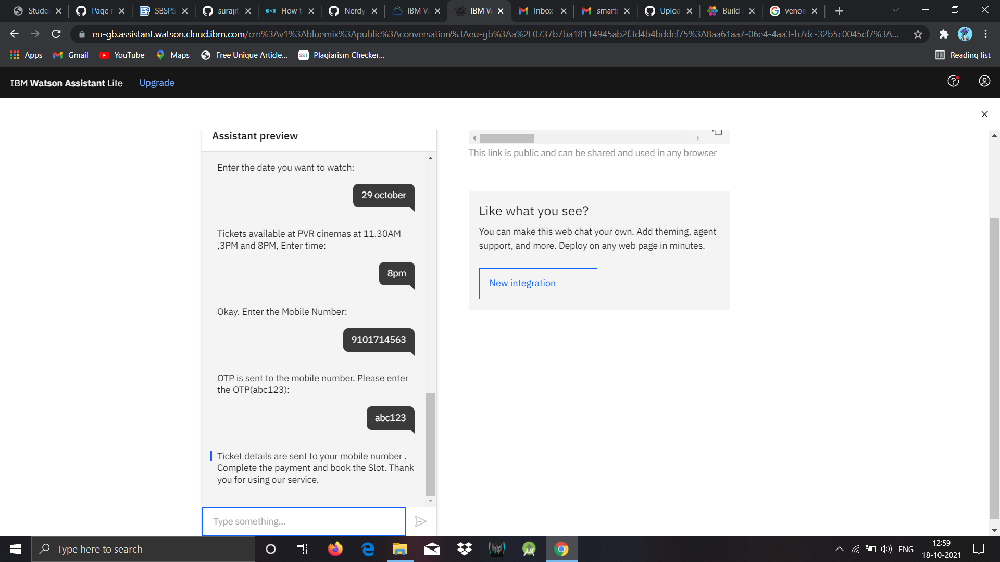 Studer
Page r
SBSPS
surajit
How t
Nerdy
IBM W
IBM W
Inbox
smarti
Uploa
Build
venom
eu-gb.assistant.watson.cloud.ibm.com/crn%3Av1%3Abluemix%3Apublic%3Aconversation%3Aeu-gb%3Aa%2F0737b7ba18114945ab2f3d4b4bddcf75%3A8aa61aa7-06e4-4aa3-b7dc-32b5c0045cf7%3A...
Apps
Gmail
YouTube
Maps
Free Unique Article...
SST
Plagiarism Checker...
Reading list
IBM Watson Assistant Lite
Upgrade
Assistant preview
Enter the date you want to watch:
29 october
Tickets available at PVR cinemas at 11.30AM
,3PM and 8PM, Enter time:
8pm
Okay. Enter the Mobile Number:
9101714563
OTP is sent to the mobile number. Please enter
the OTP(abc123):
abc123
Ticket details are sent to your mobile number .
Complete the payment and book the Slot. Thank
you for using our service.
Type something...
This link is public and can be shared and used in any browser
Like what you see?
You can make this web chat your own. Add theming, agent
support, and more. Deploy on any web page in minutes.
New integration
Type here to search
ENG
12:59
18-10-2021